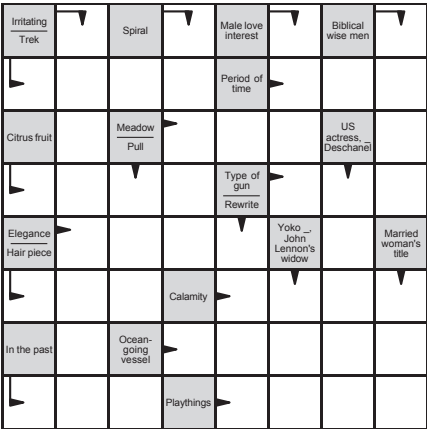 Irritating
Trek
Spiral
Male love
interest
Biblical
wise men
Period of
time
Citrus fruit
Meadow
Pull
US
actress, _
Deschanel
Type of
gun
Rewrite
Elegance
Hair piece
Yoko _,
John
Lennon's
widow
Married
woman's
title
Calamity
In the past
Ocean-
going
vessel
Playthings